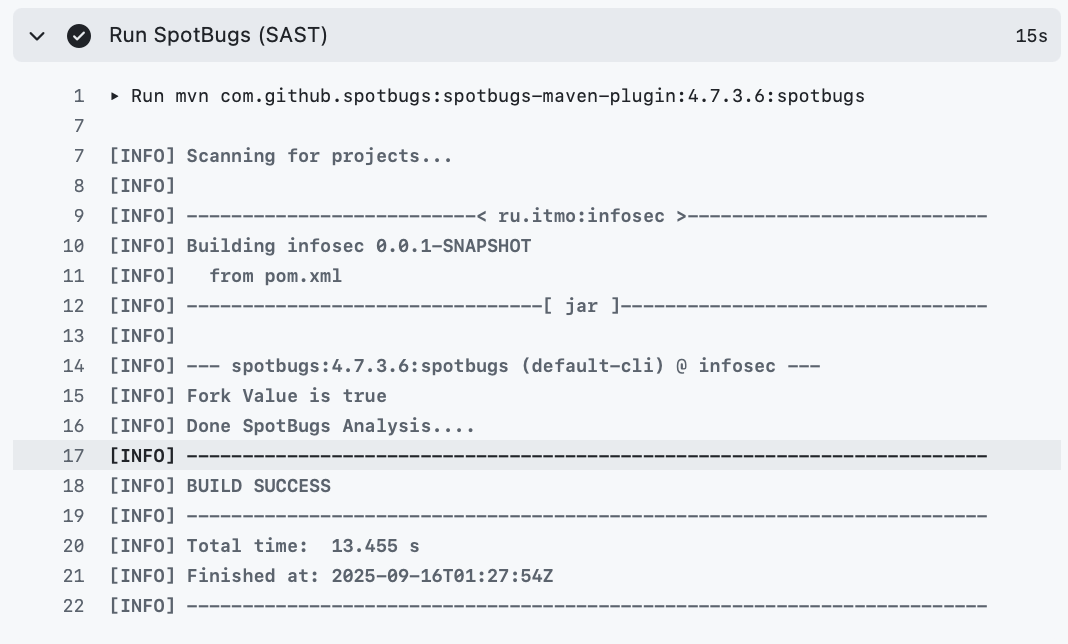 Run SpotBugs (SAST) 15s
1 ▸ Run mvn com.github.spotbugs:spotbugs-maven-plugin:4.7.3.6:spotbugs
7
7 [INFO] Scanning for projects...
8 [INFO]
9 [INFO] --------------------------< ru.itmo:infosec >---------------------------
10 [INFO] Building infosec 0.0.1-SNAPSHOT
11 [INFO]   from pom.xml
12 [INFO] --------------------------------[ jar ]---------------------------------
13 [INFO]
14 [INFO] --- spotbugs:4.7.3.6:spotbugs (default-cli) @ infosec ---
15 [INFO] Fork Value is true
16 [INFO] Done SpotBugs Analysis....
17 [INFO] ------------------------------------------------------------------------
18 [INFO] BUILD SUCCESS
19 [INFO] ------------------------------------------------------------------------
20 [INFO] Total time:  13.455 s
21 [INFO] Finished at: 2025-09-16T01:27:54Z
22 [INFO] ------------------------------------------------------------------------